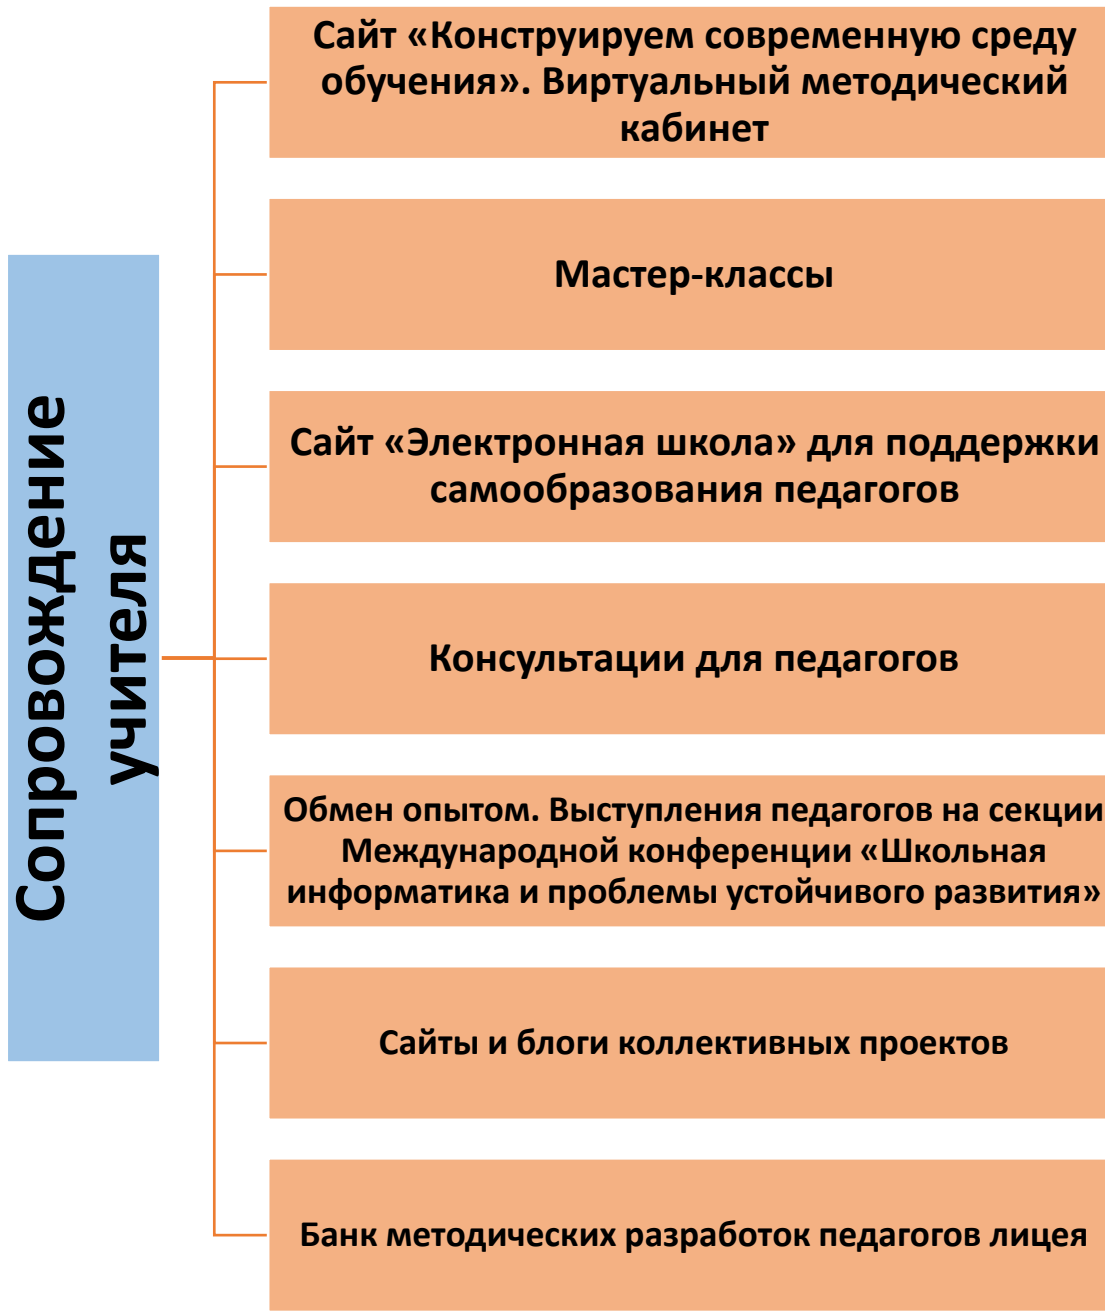 Сопровождение
учителя
Сайт «Конструируем современную среду
обучения». Виртуальный методический
кабинет
Мастер-классы
Сайт «Электронная школа» для поддержки
самообразования педагогов
Консультации для педагогов
Обмен опытом. Выступления педагогов на секции
Международной конференции «Школьная
информатика и проблемы устойчивого развития»
Сайты и блоги коллективных проектов
Банк методических разработок педагогов лицея